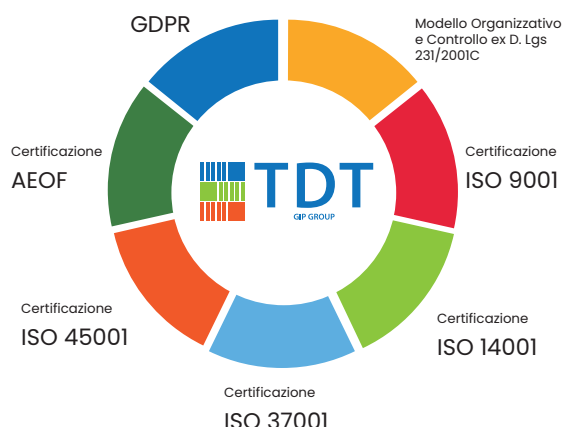 GDPR
Modello Organizzativo
e Controllo ex D. Lgs
231/2001C
Certificazione
AEOF
Certificazione
ISO 9001
TDT
GIP GROUP
Certificazione
ISO 45001
Certificazione
ISO 14001
Certificazione
ISO 37001